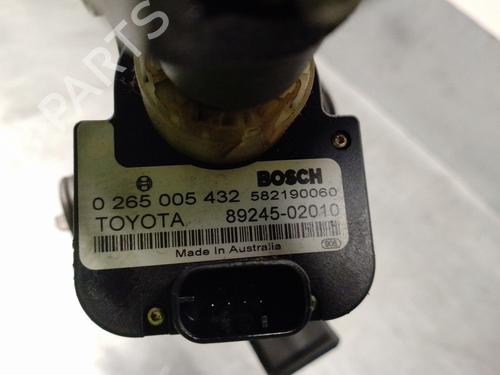 B-PARTS
BOSCH
0 265 005 432 582190060
TOYOTA 89245-02010
Made In Australia